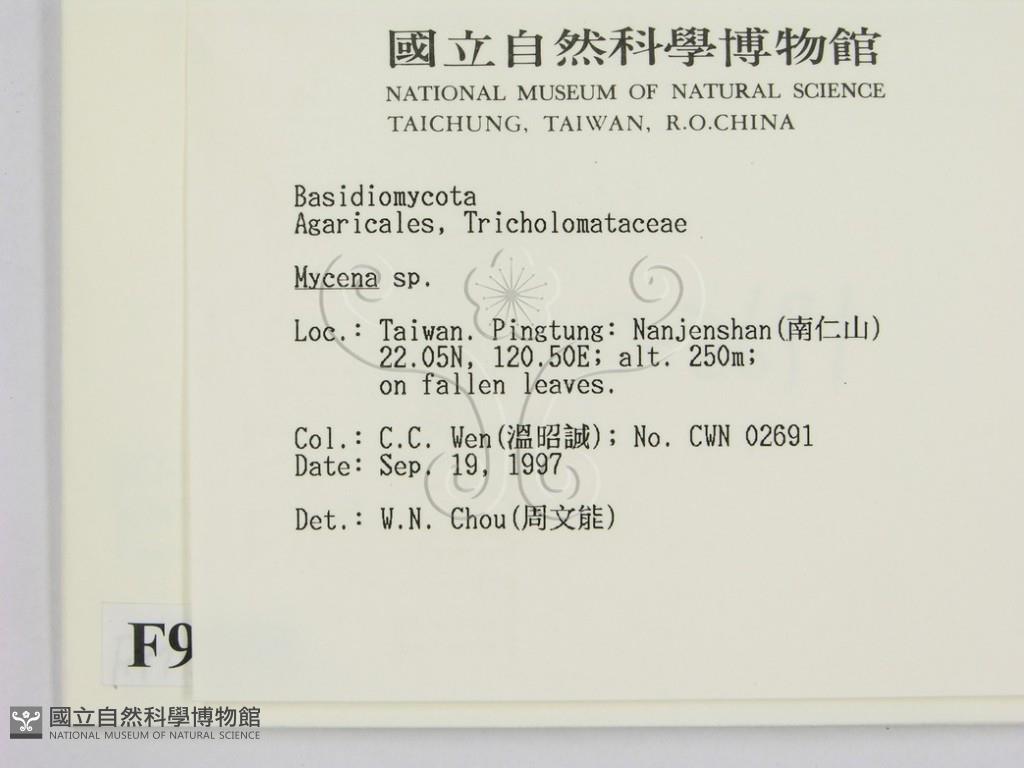 國立自然科學博物館
NATIONAL MUSEUM OF NATURAL SCIENCE
TAICHUNG, TAIWAN, R.O.CHINA
Basidiomycota
Agaricales, Tricholomataceae
Mycena sp.
Loc.: Taiwan. Pingtung: Nanjenshan(南仁山)
22.05N, 120.50E; alt. 250m;
on fallen leaves.
Col.: C.C. Wen(溫昭誠); No. CWN 02691
Date: Sep. 19, 1997
Det.: W.N. Chou(周文能)
F9
國立自然科學博物館
NATIONAL MUSEUM OF NATURAL SCIENCE